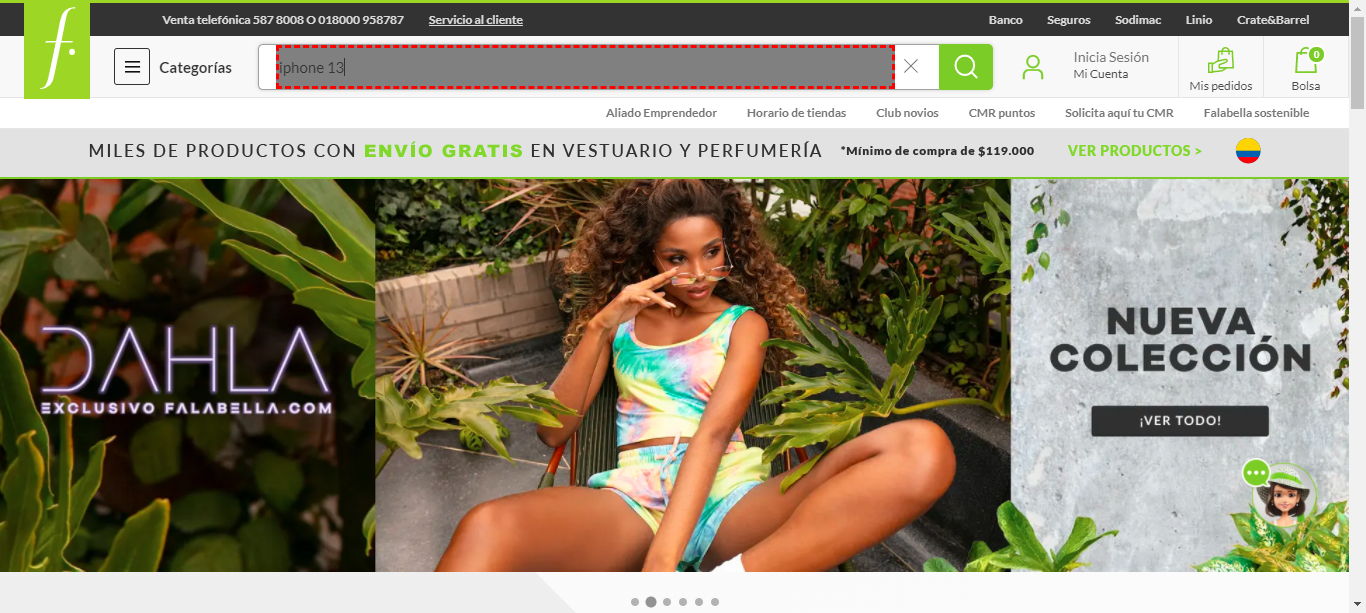 Venta telefónica 587 8008 O 018000 958787 Servicio al cliente Banco Seguros Sodimac Linio Crate&Barrel
f.
Categorías iphone 13 Inicia Sesión
Mi Cuenta
Mis pedidos
0
Bolsa
Aliado Emprendedor Horario de tiendas Club novios CMR puntos Solicita aquí tu CMR Falabella sostenible
MILES DE PRODUCTOS CON ENVÍO GRATIS EN VESTUARIO Y PERFUMERÍA *Mínimo de compra de $119.000 VER PRODUCTOS >
DAHLA
EXCLUSIVO FALABELLA.COM
NUEVA
COLECCIÓN
¡VER TODO!